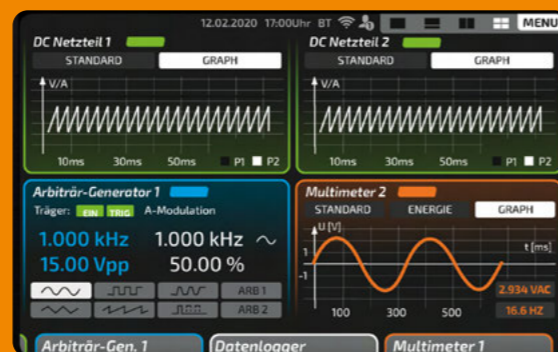 12.02.2020 17:00Uhr BT MENU
DC Netzteil 1
STANDARD GRAPH
V/A
10ms 30ms 50ms P1 P2
DC Netzteil 2
STANDARD GRAPH
V/A
10ms 30ms 50ms P1 P2
Arbiträr-Generator 1
Träger: EIN TRIG A-Modulation
1.000 kHz 1.000 kHz
15.00 Vpp 50.00 %
ARB 1
ARB 2
Multimeter 2
STANDARD ENERGIE GRAPH
U [V]
1
t [ms]
-1
2.934 VAC
100 300 500 16.6 HZ
Arbiträr-Gen. 1 Datenlogger Multimeter 1